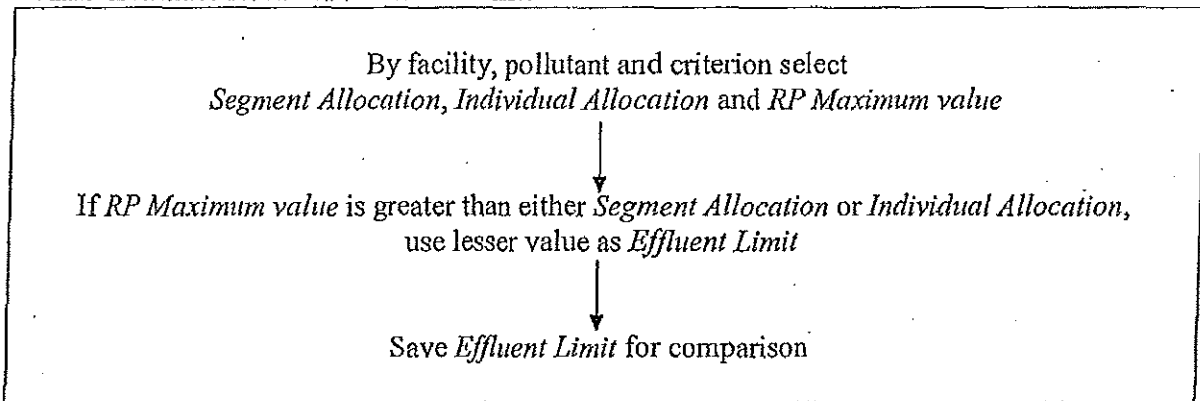 By facility, pollutant and criterion select
Segment Allocation, Individual Allocation and RP Maximum value
If RP Maximum value is greater than either Segment Allocation or Individual Allocation,
use lesser value as Effluent Limit
Save Effluent Limit for comparison